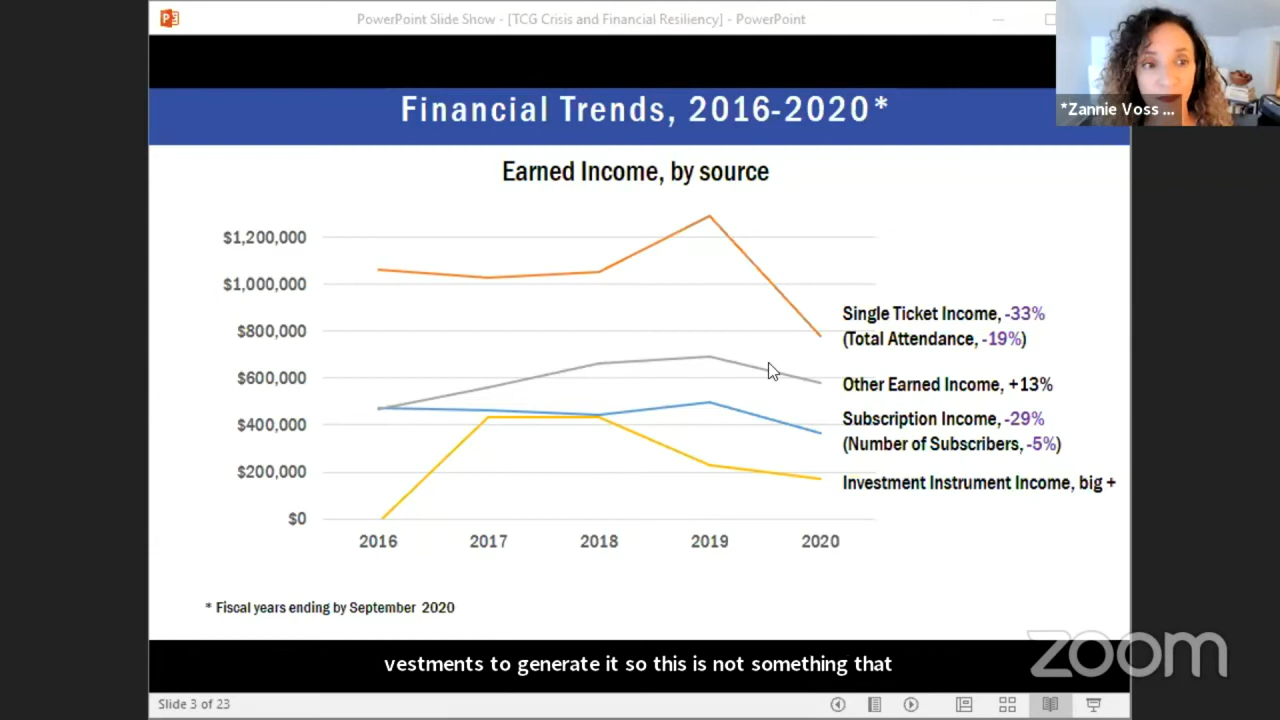 PowerPoint Slide Show - [TCG Crisis and Financial Resiliency] - PowerPoint
*Zannie Voss ...
Financial Trends, 2016-2020*
Earned Income, by source
$1,200,000
$1,000,000
$800,000
$600,000
$400,000
$200,000
$0
2016 2017 2018 2019 2020
Single Ticket Income, -33%
(Total Attendance, -19%)
Other Earned Income, +13%
Subscription Income, -29%
(Number of Subscribers, -5%)
Investment Instrument Income, big +
* Fiscal years ending by September 2020
vestments to generate it so this is not something that
zoom
Slide 3 of 23